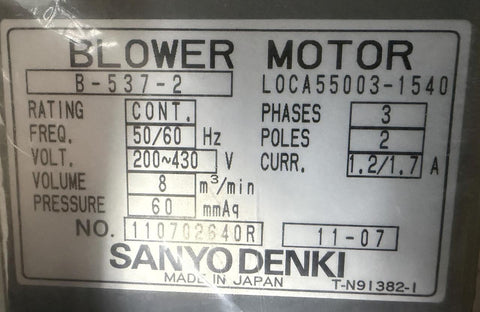 BLOWER MOTOR
B-537-2 LOCA55003-1540
RATING CONT. PHASES 3
FREQ. 50/60 Hz POLES 2
VOLT. 200~430 V CURR. 1.2/1.7 A
VOLUME 8 m³/min
PRESSURE 60 mmAq
NO. 110702640R 11-07
SANYO DENKI
MADE IN JAPAN T-N91382-1